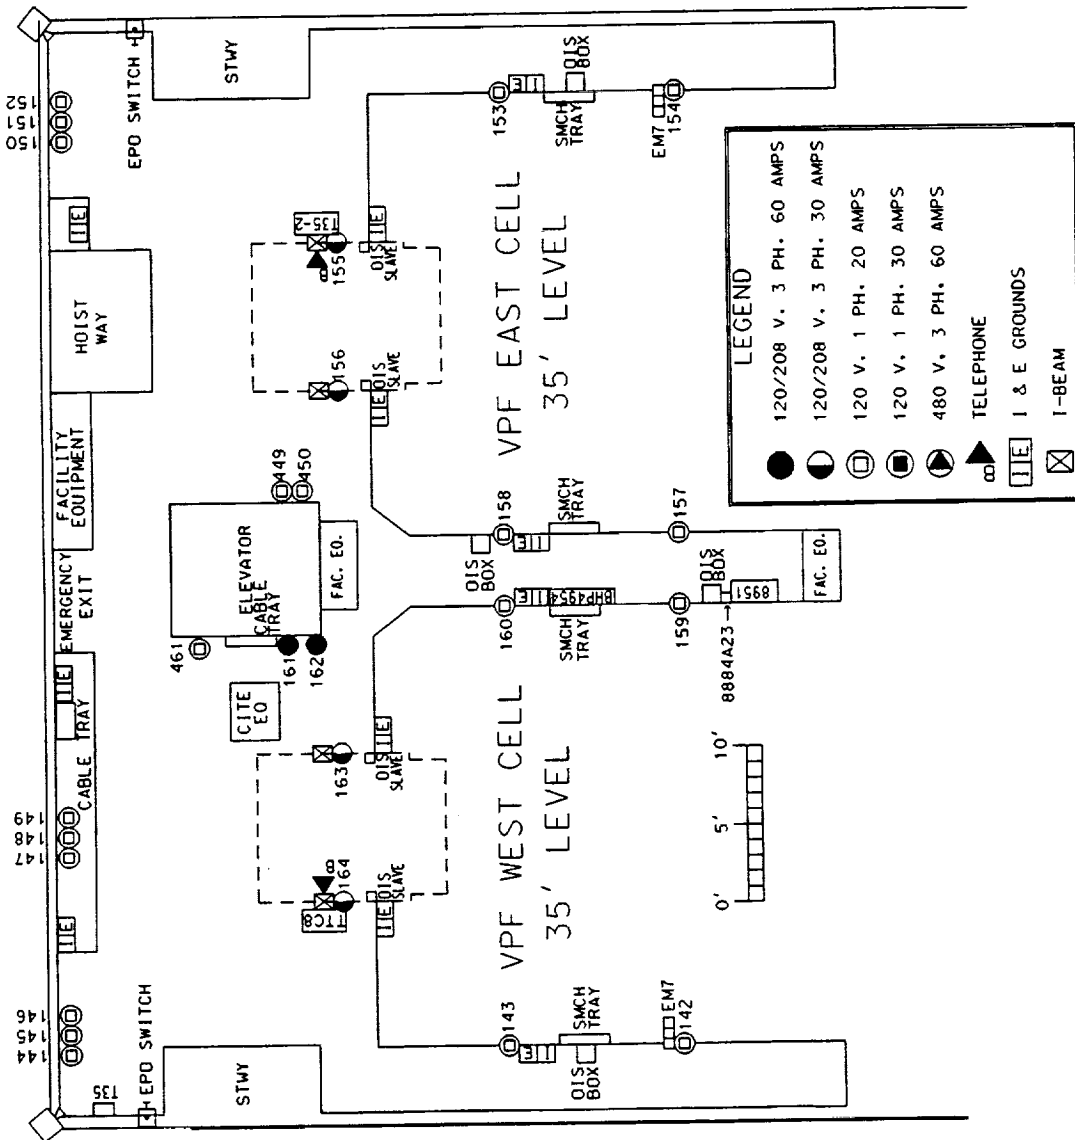 144
145
146
147
148
149
150
151
152
T35
EPO SWITCH
I E
CABLE TRAY
I E
EMERGENCY
EXIT
FACILITY
EQUIPMENT
HOIST
WAY
I E
EPO SWITCH
STWY
461
CITE
EQ
ELEVATOR
CABLE
TRAY
161
162
449
450
FAC. EQ.
STWY
TTC8
164
163
156
155
T35-2
I E
OIS
SLAVE
OIS
SLAVE
I E
I E
OIS
SLAVE
OIS
SLAVE
I E
143
I E
OIS
BOX
SMCH
TRAY
EM7
142
VPF WEST CELL
35' LEVEL
160
I E
BHP4954
SMCH
TRAY
159
OIS
BOX
I E
158
SMCH
TRAY
157
OIS
BOX
8951
8884A23
FAC. EQ.
VPF EAST CELL
35' LEVEL
153
I E
OIS
BOX
SMCH
TRAY
EM7
154
0'
5'
10'
LEGEND
120/208 V. 3 PH. 60 AMPS
120/208 V. 3 PH. 30 AMPS
120 V. 1 PH. 20 AMPS
120 V. 1 PH. 30 AMPS
480 V. 3 PH. 60 AMPS
TELEPHONE
I E
I & E GROUNDS
I-BEAM